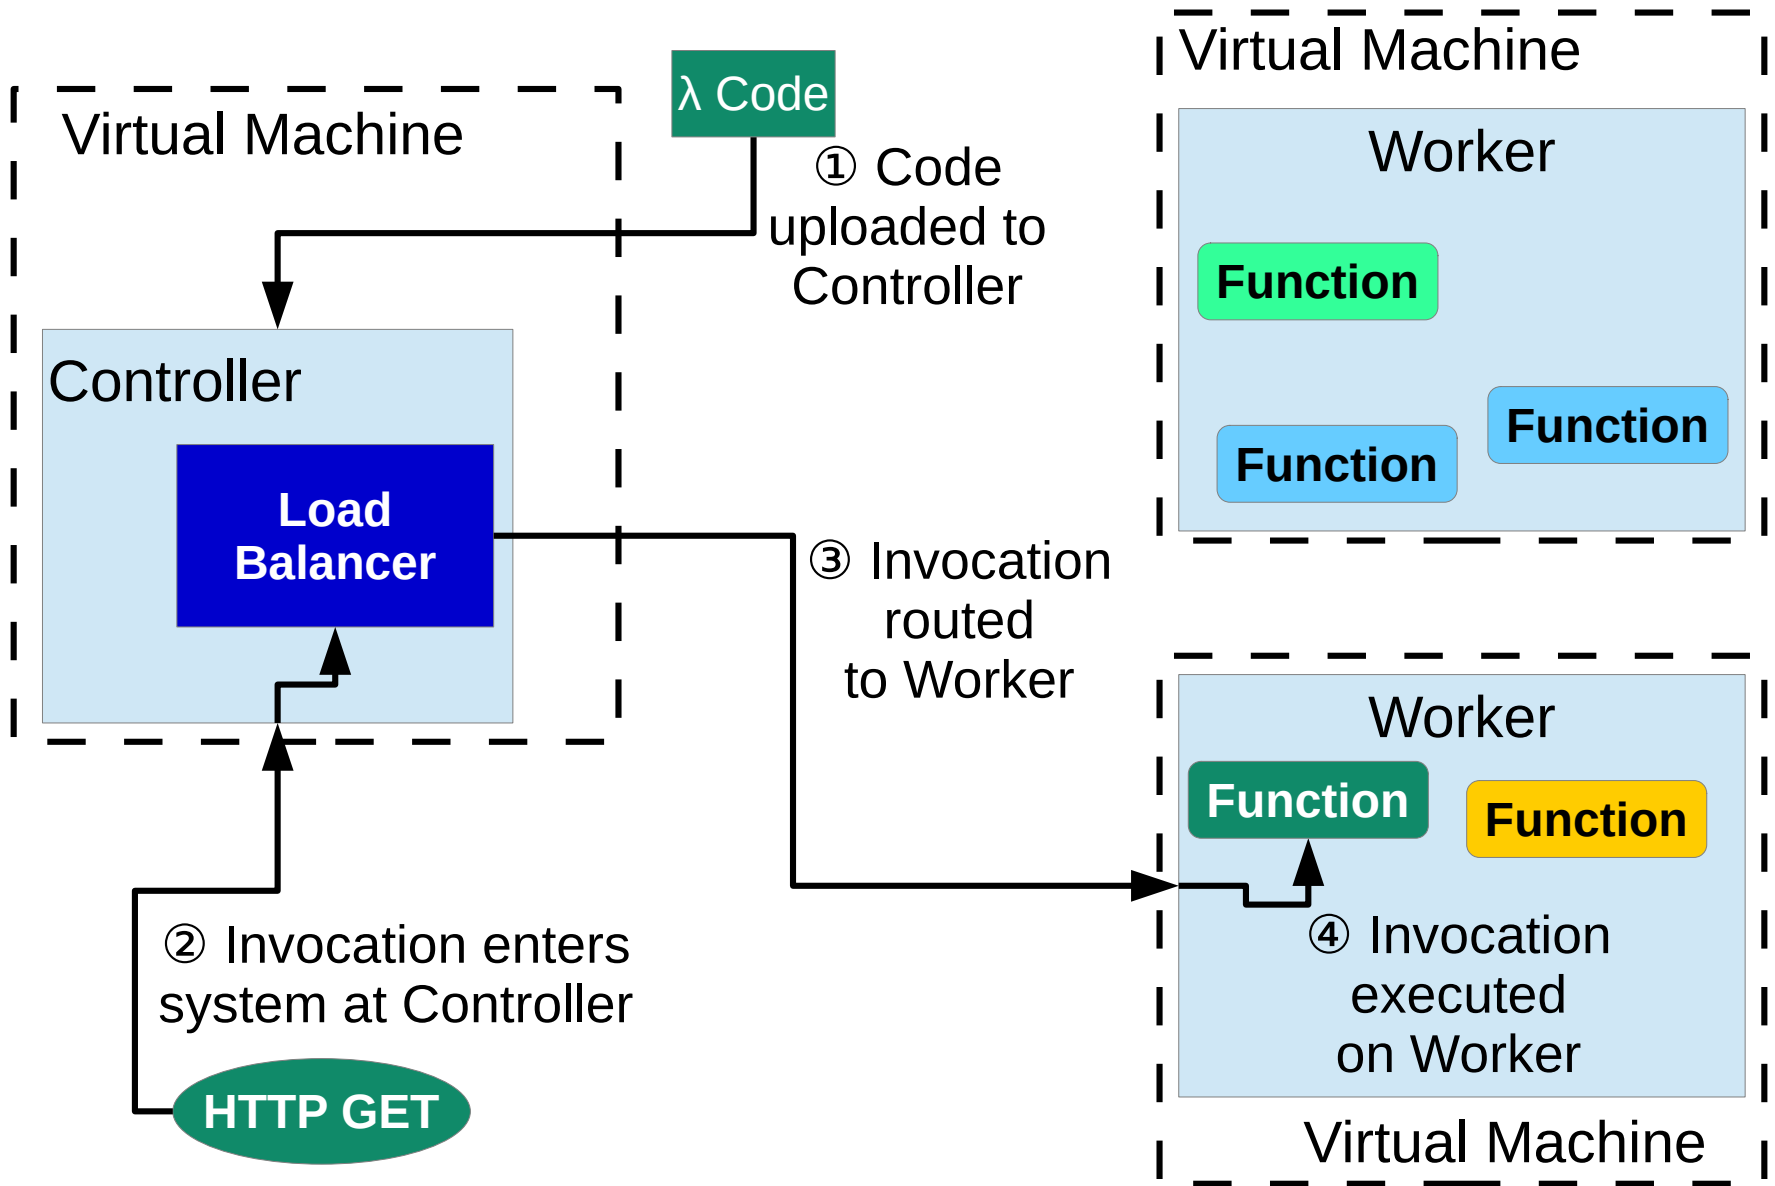 Virtual Machine
λ Code
① Code
uploaded to
Controller
Controller
Load
Balancer
② Invocation enters
system at Controller
HTTP GET
③ Invocation
routed
to Worker
Virtual Machine
Worker
Function
Function
Function
Worker
Function
Function
④ Invocation
executed
on Worker
Virtual Machine